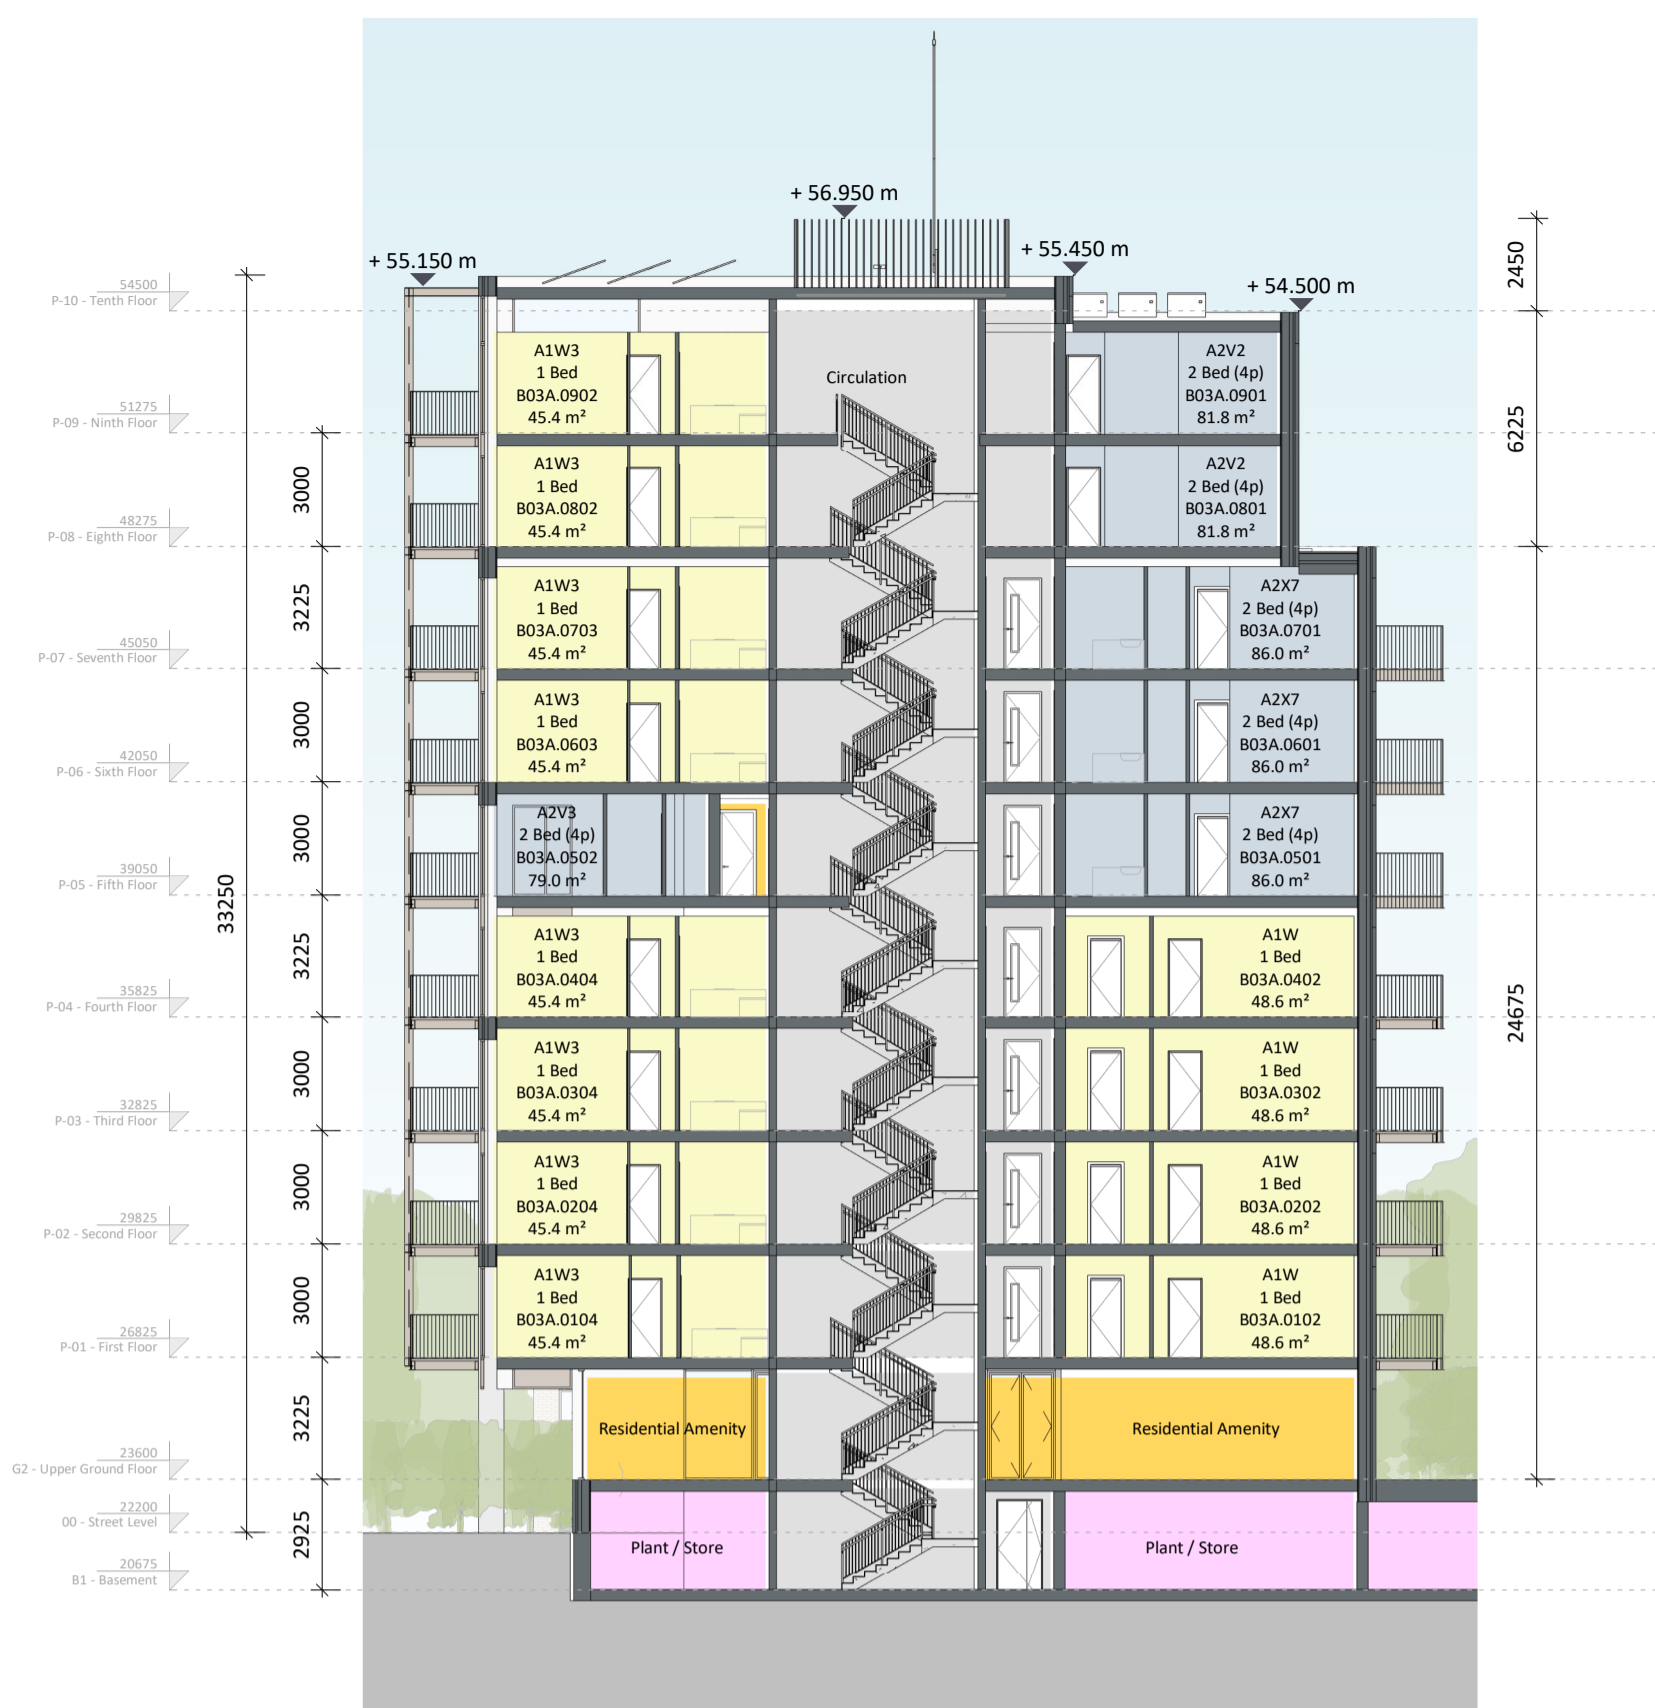 + 56.950 m
+ 55.150 m
+ 55.450 m
+ 54.500 m
54500
P-10 - Tenth Floor
51275
P-09 - Ninth Floor
48275
P-08 - Eighth Floor
45050
P-07 - Seventh Floor
42050
P-06 - Sixth Floor
39050
P-05 - Fifth Floor
35825
P-04 - Fourth Floor
32825
P-03 - Third Floor
29825
P-02 - Second Floor
26825
P-01 - First Floor
23600
G2 - Upper Ground Floor
22200
00 - Street Level
20675
B1 - Basement
33250
3000
3225
3000
3000
3225
3000
3000
3000
3225
2925
A1W3
1 Bed
B03A.0902
45.4 m²
Circulation
A2V2
2 Bed (4p)
B03A.0901
81.8 m²
A1W3
1 Bed
B03A.0802
45.4 m²
A2V2
2 Bed (4p)
B03A.0801
81.8 m²
A1W3
1 Bed
B03A.0703
45.4 m²
A2X7
2 Bed (4p)
B03A.0701
86.0 m²
A1W3
1 Bed
B03A.0603
45.4 m²
A2X7
2 Bed (4p)
B03A.0601
86.0 m²
A2V3
2 Bed (4p)
B03A.0502
79.0 m²
A2X7
2 Bed (4p)
B03A.0501
86.0 m²
A1W3
1 Bed
B03A.0404
45.4 m²
A1W
1 Bed
B03A.0402
48.6 m²
A1W3
1 Bed
B03A.0304
45.4 m²
A1W
1 Bed
B03A.0302
48.6 m²
A1W3
1 Bed
B03A.0204
45.4 m²
A1W
1 Bed
B03A.0202
48.6 m²
A1W3
1 Bed
B03A.0104
45.4 m²
A1W
1 Bed
B03A.0102
48.6 m²
Residential Amenity
Residential Amenity
Plant / Store
Plant / Store
2450
6225
24675